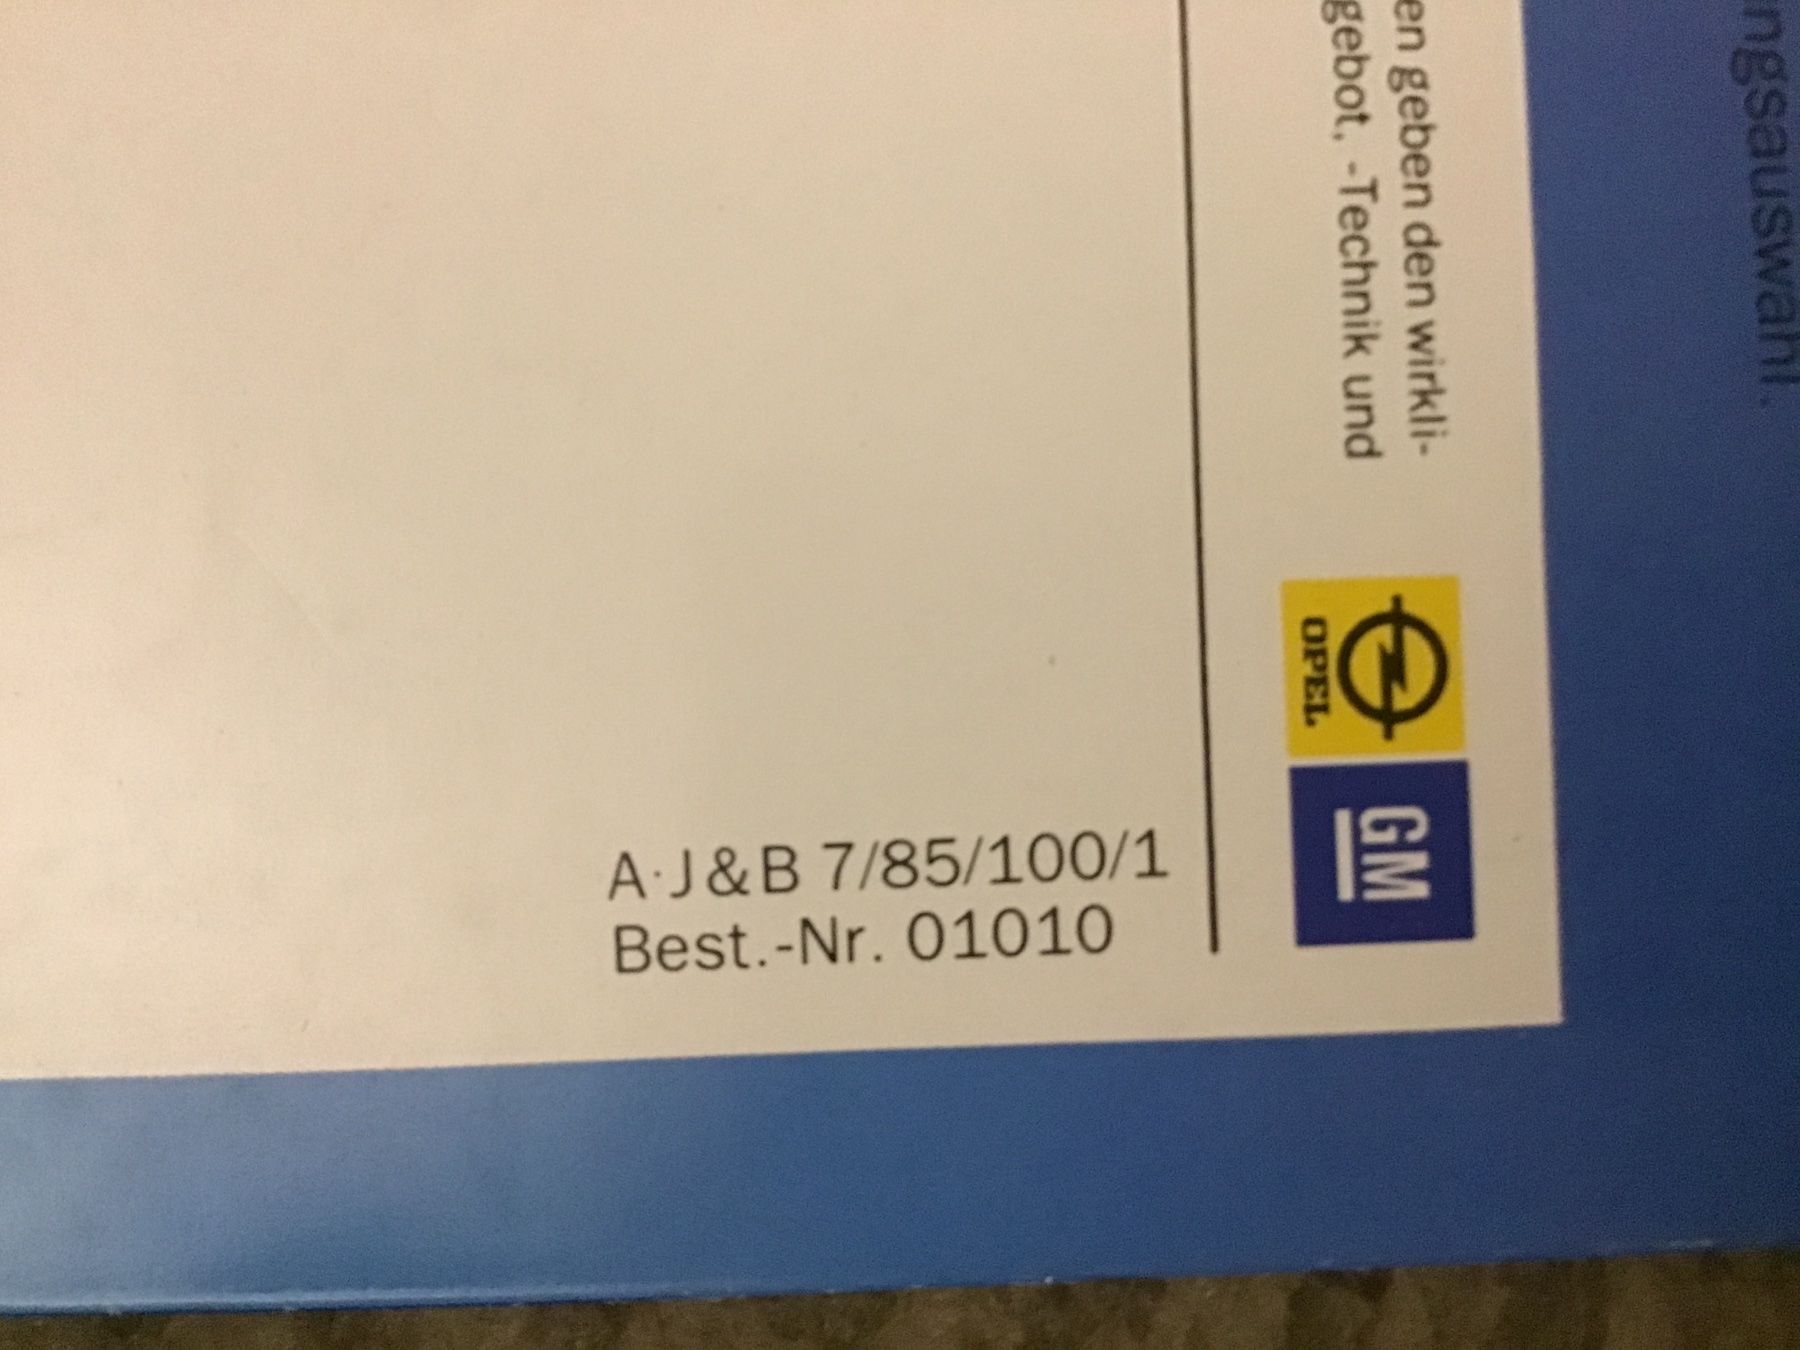 en geben den wirkli-
gebot, -Technik und
OPEL
GM
A·J&B 7/85/100/1
Best.-Nr. 01010
ngsauswahl.